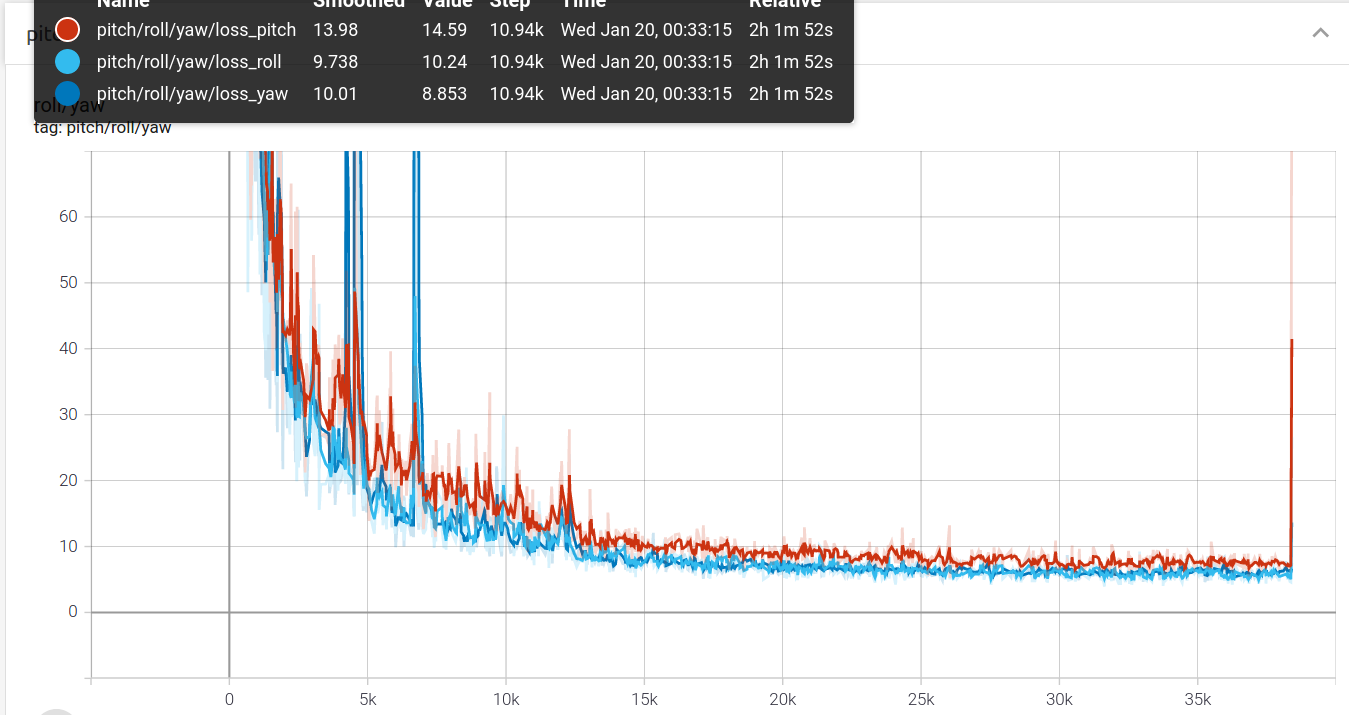 Name Smoothed Value Step Time Relative
pitch/roll/yaw/loss_pitch 13.98 14.59 10.94k Wed Jan 20, 00:33:15 2h 1m 52s
pitch/roll/yaw/loss_roll 9.738 10.24 10.94k Wed Jan 20, 00:33:15 2h 1m 52s
pitch/roll/yaw/loss_yaw 10.01 8.853 10.94k Wed Jan 20, 00:33:15 2h 1m 52s
roll/yaw
tag: pitch/roll/yaw
60
50
40
30
20
10
0
0 5k 10k 15k 20k 25k 30k 35k